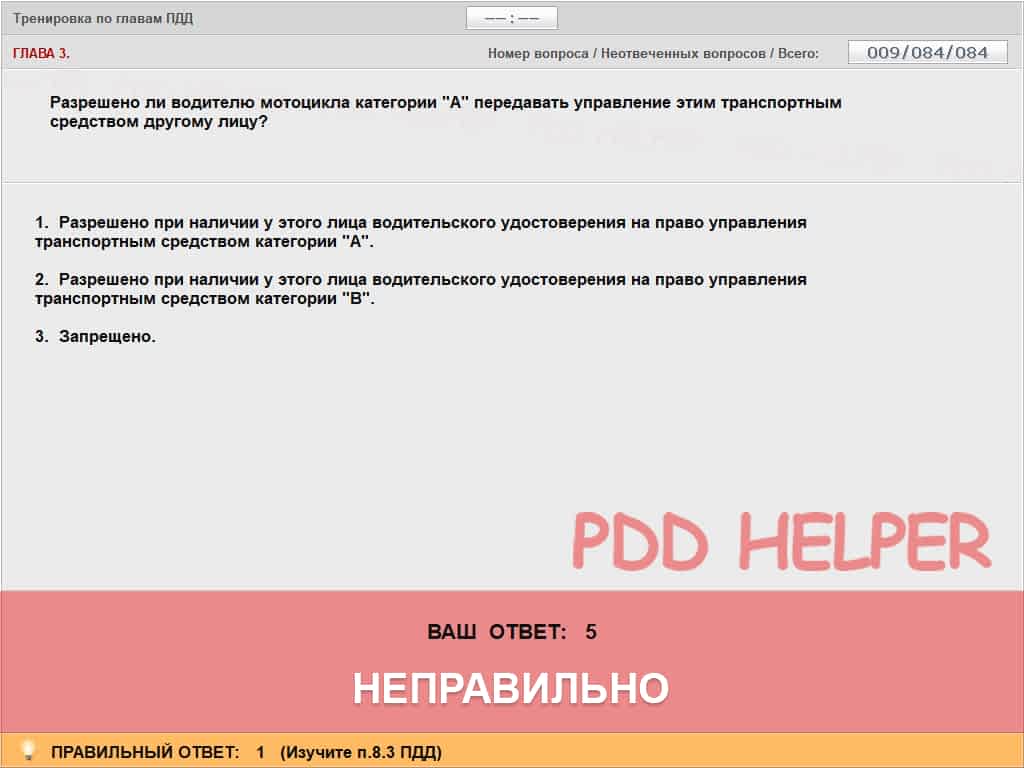 Тренировка по главам ПДД
—— : ——
ГЛАВА 3.
Номер вопроса / Неотвеченных вопросов / Всего:
009/084/084
Разрешено ли водителю мотоцикла категории "А" передавать управление этим транспортным
средством другому лицу?
1. Разрешено при наличии у этого лица водительского удостоверения на право управления
транспортным средством категории "А".
2. Разрешено при наличии у этого лица водительского удостоверения на право управления
транспортным средством категории "В".
3. Запрещено.
PDD HELPER
ВАШ ОТВЕТ: 5
НЕПРАВИЛЬНО
ПРАВИЛЬНЫЙ ОТВЕТ: 1 (Изучите п.8.3 ПДД)